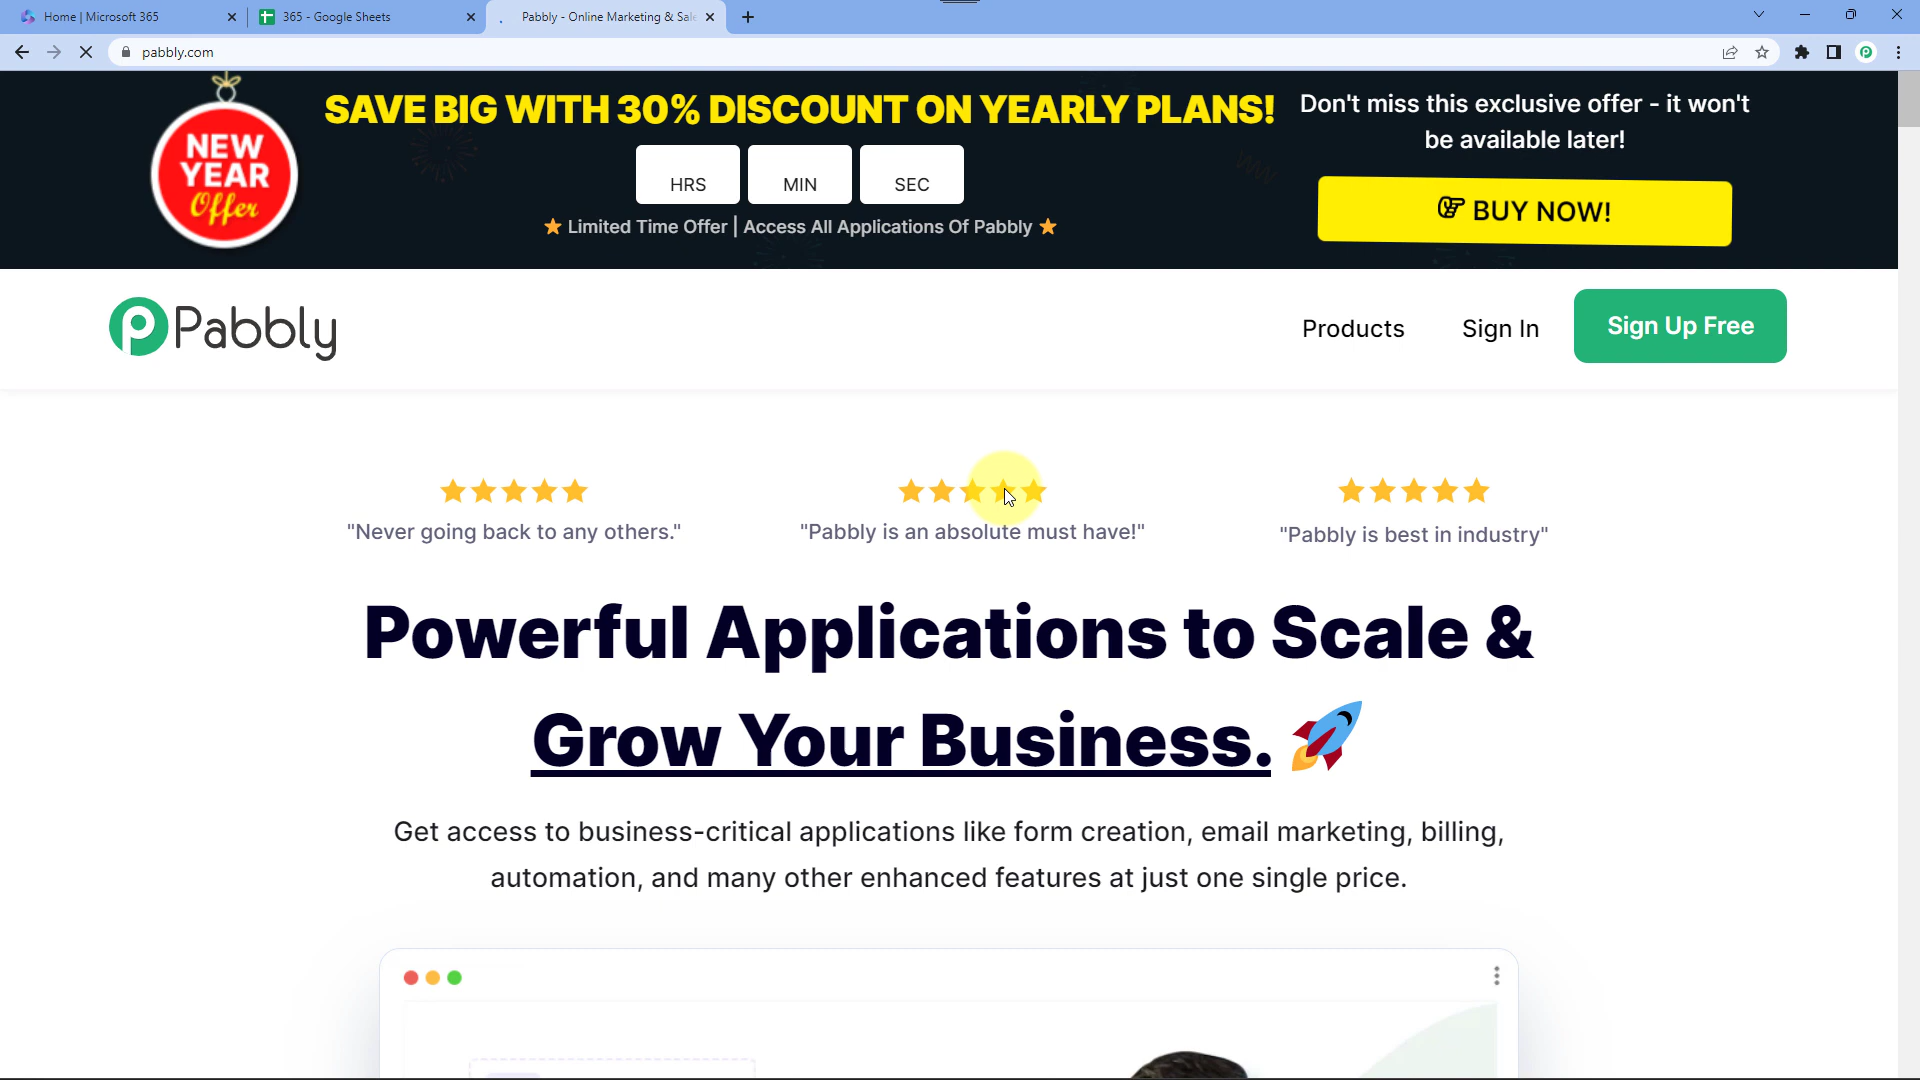 Home | Microsoft 365
365 - Google Sheets
Pabbly - Online Marketing & Sal
pabbly.com
NEW
YEAR
Offer
SAVE BIG WITH 30% DISCOUNT ON YEARLY PLANS!
HRS
MIN
SEC
Limited Time Offer | Access All Applications Of Pabbly
Don't miss this exclusive offer - it won't
be available later!
BUY NOW!
Pabbly
Products
Sign In
Sign Up Free
"Never going back to any others."
"Pabbly is an absolute must have!"
"Pabbly is best in industry"
Powerful Applications to Scale &
Grow Your Business.
Get access to business-critical applications like form creation, email marketing, billing,
automation, and many other enhanced features at just one single price.